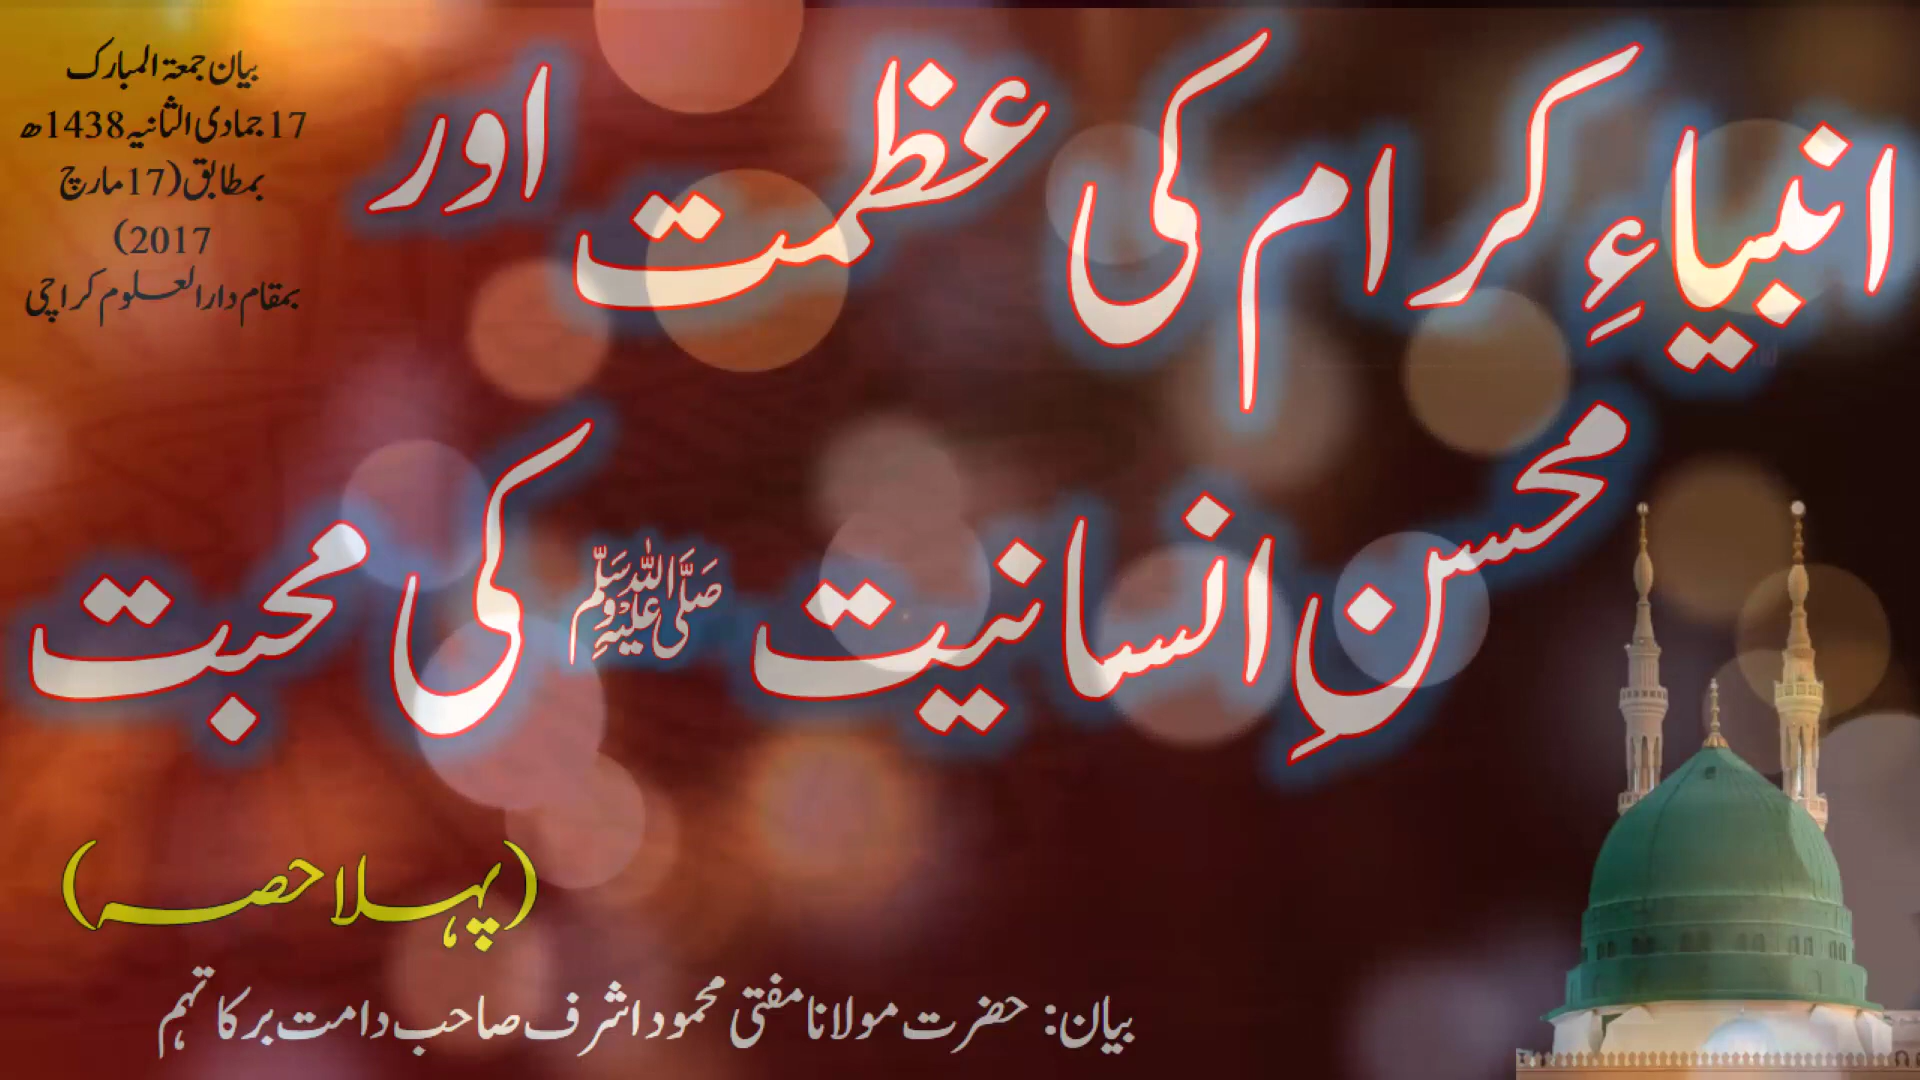 انبیاءِ کرام کی عظمت اور
محسنِ انسانیت ﷺ کی محبت
(پہلا حصہ)
بیان: حضرت مولانا مفتی محمود اشرف صاحب دامت برکاتہم
بیان جمعۃ المبارک
17 جمادی الثانیہ 1438ھ
بمطابق (17 مارچ
2017)
بمقام دارالعلوم کراچی